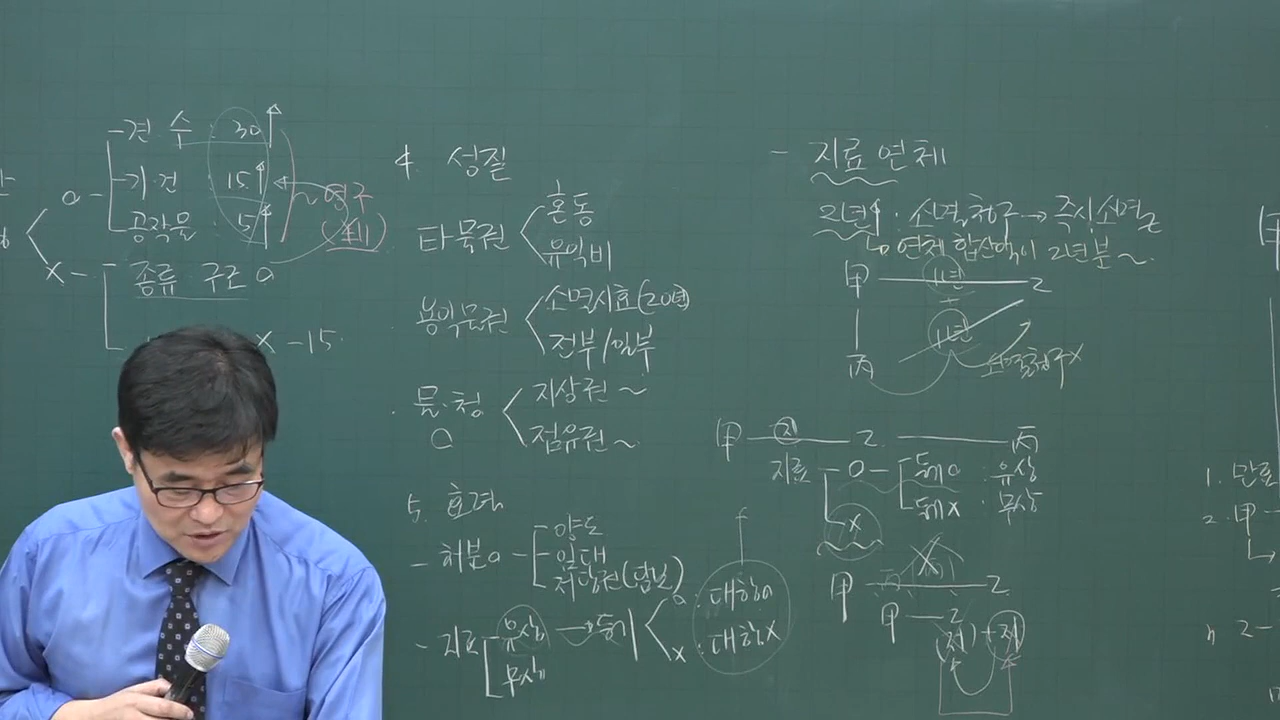 - 견 수 : 30
a - 기·건 : 15
공작물 : 5
x - 종류 · 구조 a
x - 15.
4. 성질
타물권 < 혼동
유익비
용익물권 < 소멸시효(20년)
전부/일부
물·청 < 지상권 ~
a 점유권 ~
5. 효력
- 처분a - 양도
임대
저당권(담보)
- 지료 유상 → 등기 < a : 대항a
무상 x : 대항x
- 지료연체
2년↑ : 소멸청구 → 즉시소멸
연체 합산액이 2년분 ~
甲 1년 乙
丙 1년 소멸청구x
甲 지 乙 丙
지료 - a - 등기a : 유상
등기x : 무상
x
甲 乙
甲 - 乙
1. 만료
2. 甲 -